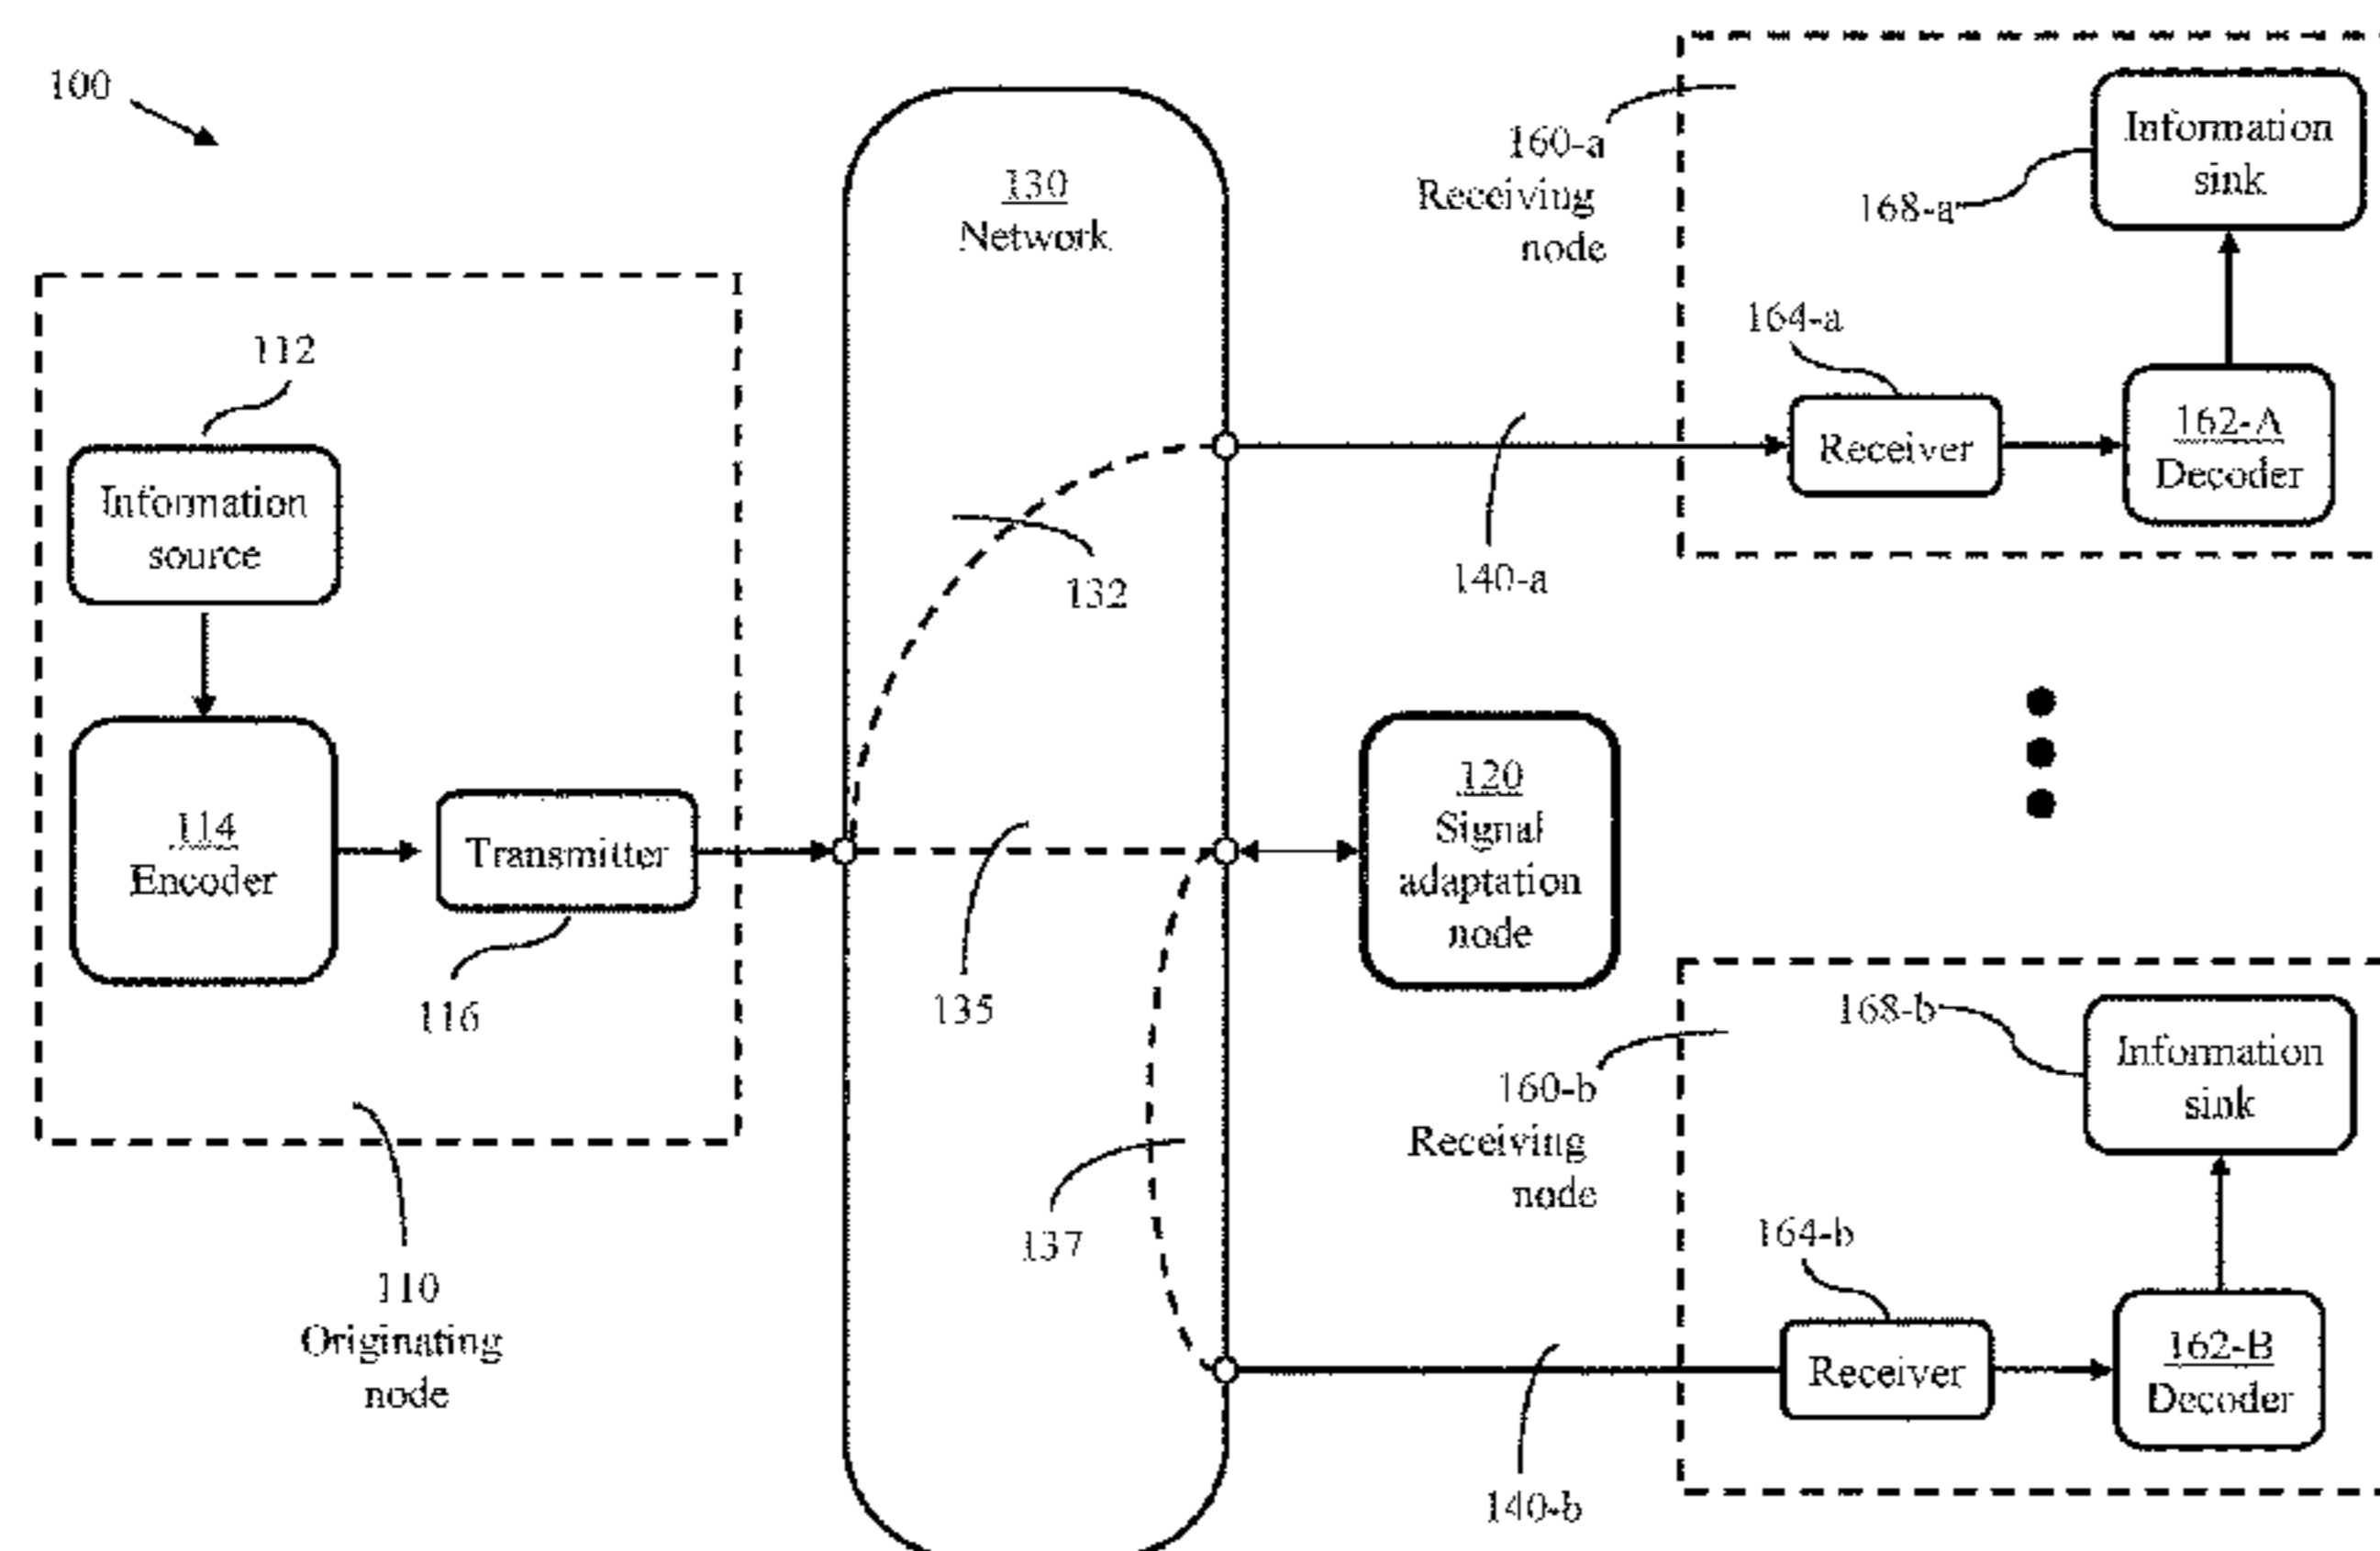 100
110
Originating
node
112
Information
source
114
Encoder
Transmitter
116
130
Network
132
135
137
140-a
120
Signal
adaptation
node
140-b
160-a
Receiving
node
168-a
Information
sink
164-a
Receiver
162-A
Decoder
160-b
Receiving
node
168-b
Information
sink
164-b
Receiver
162-B
Decoder